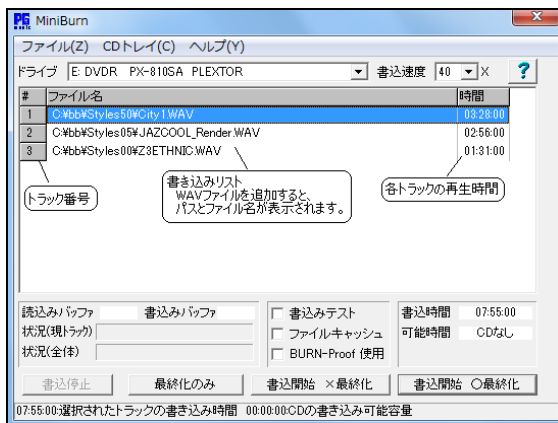 PG MiniBurn
ファイル(Z) CDトレイ(C) ヘルプ(Y)
ドライブ E: DVDR PX-810SA PLEXTOR 書込速度 40 × ?
# ファイル名 時間
1 C:¥bb¥Styles50¥City1.WAV 03:28:00
2 C:¥bb¥Styles05¥JAZCOOL_Render.WAV 02:56:00
3 C:¥bb¥Styles00¥Z3ETHNIC.WAV 01:31:00
トラック番号
書き込みリスト
WAVファイルを追加すると、
パスとファイル名が表示されます。
各トラックの再生時間
読込みバッファ 書込みバッファ
状況(現トラック)
状況(全体)
書込みテスト
ファイルキャッシュ
BURN-Proof 使用
書込時間 07:55:00
可能時間 CDなし
書込停止 最終化のみ 書込開始 ×最終化 書込開始 〇最終化
07:55:00:選択されたトラックの書き込み時間 00:00:00:CDの書き込み可能容量